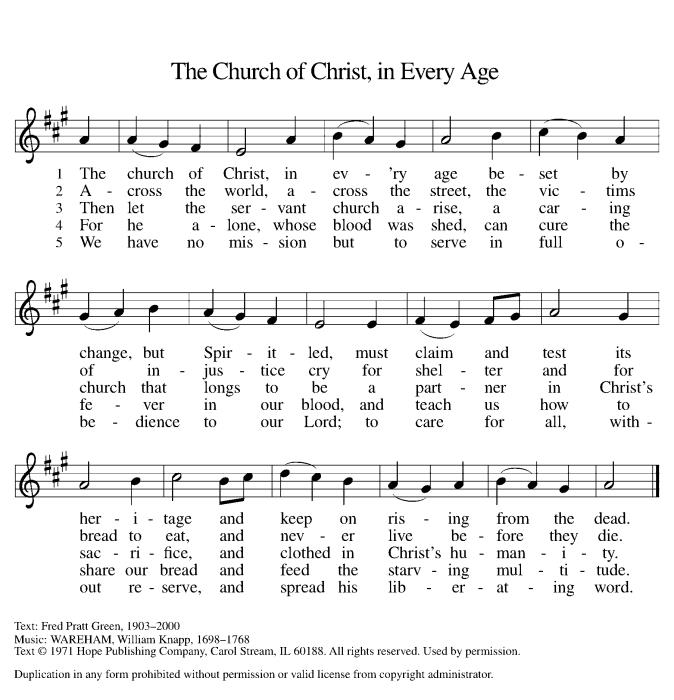 The Church of Christ, in Every Age
1 The church of Christ, in ev - 'ry age be - set by
2 A - cross the world, a - cross the street, the vic - tims
3 Then let the ser - vant church a - rise, a car - ing
4 For he a - lone, whose blood was shed, can cure the
5 We have no mis - sion but to serve in full o -
change, but Spir - it - led, must claim and test its
of in - jus - tice cry for shel - ter and for
church that longs to be a part - ner in Christ's
fe - ver in our blood, and teach us how to
be - dience to our Lord; to care for all, with -
her - i - tage and keep on ris - ing from the dead.
bread to eat, and nev - er live be - fore they die.
sac - ri - fice, and clothed in Christ's hu - man - i - ty.
share our bread and feed the starv - ing mul - ti - tude.
out re - serve, and spread his lib - er - at - ing word.
Text: Fred Pratt Green, 1903–2000
Music: WAREHAM, William Knapp, 1698–1768
Text © 1971 Hope Publishing Company, Carol Stream, IL 60188. All rights reserved. Used by permission.
Duplication in any form prohibited without permission or valid license from copyright administrator.